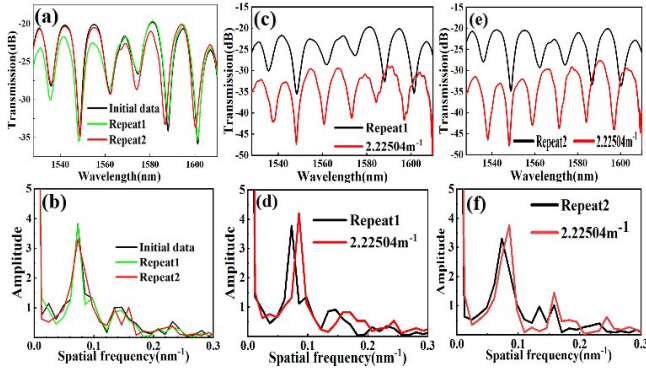 (a)
Transmission(dB)
-20
-25
-30
-35
Initial data
Repeat1
Repeat2
1540 1560 1580 1600
Wavelength(nm)
(c)
Transmission(dB)
-15
-20
-25
-30
-35
-40
-45
-50
Repeat1
2.22504m⁻¹
1540 1560 1580 1600
Wavelength(nm)
(e)
Transmission(dB)
-15
-20
-25
-30
-35
-40
-45
-50
Repeat2
2.22504m⁻¹
1540 1560 1580 1600
Wavelength(nm)
(b)
Amplitude
5
4
3
2
1
0
Initial data
Repeat1
Repeat2
0.0 0.1 0.2 0.3
Spatial frequency(nm⁻¹)
(d)
Amplitude
5
4
3
2
1
0
Repeat1
2.22504m⁻¹
0.0 0.1 0.2 0.3
Spatial frequency(nm⁻¹)
(f)
Amplitude
5
4
3
2
1
0
Repeat2
2.22504m⁻¹
0.0 0.1 0.2 0.3
Spatial frequency(nm⁻¹)